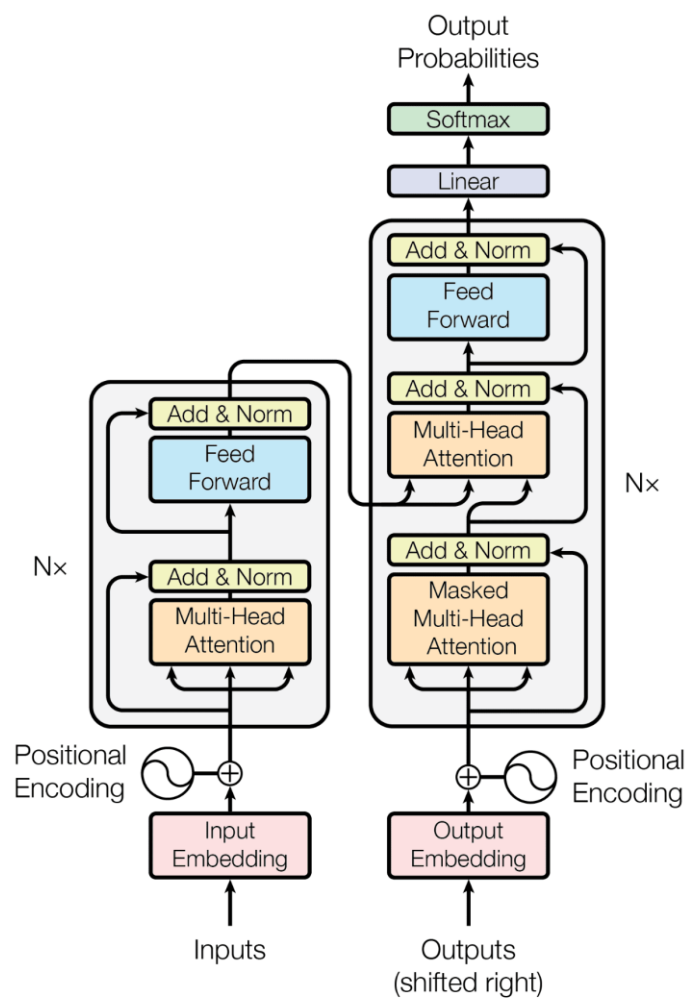 Output
Probabilities
Softmax
Linear
Add & Norm
Feed
Forward
Add & Norm
Multi-Head
Attention
N×
Add & Norm
Masked
Multi-Head
Attention
Add & Norm
Feed
Forward
N×
Add & Norm
Multi-Head
Attention
Positional
Encoding
Positional
Encoding
Input
Embedding
Output
Embedding
Inputs
Outputs
(shifted right)